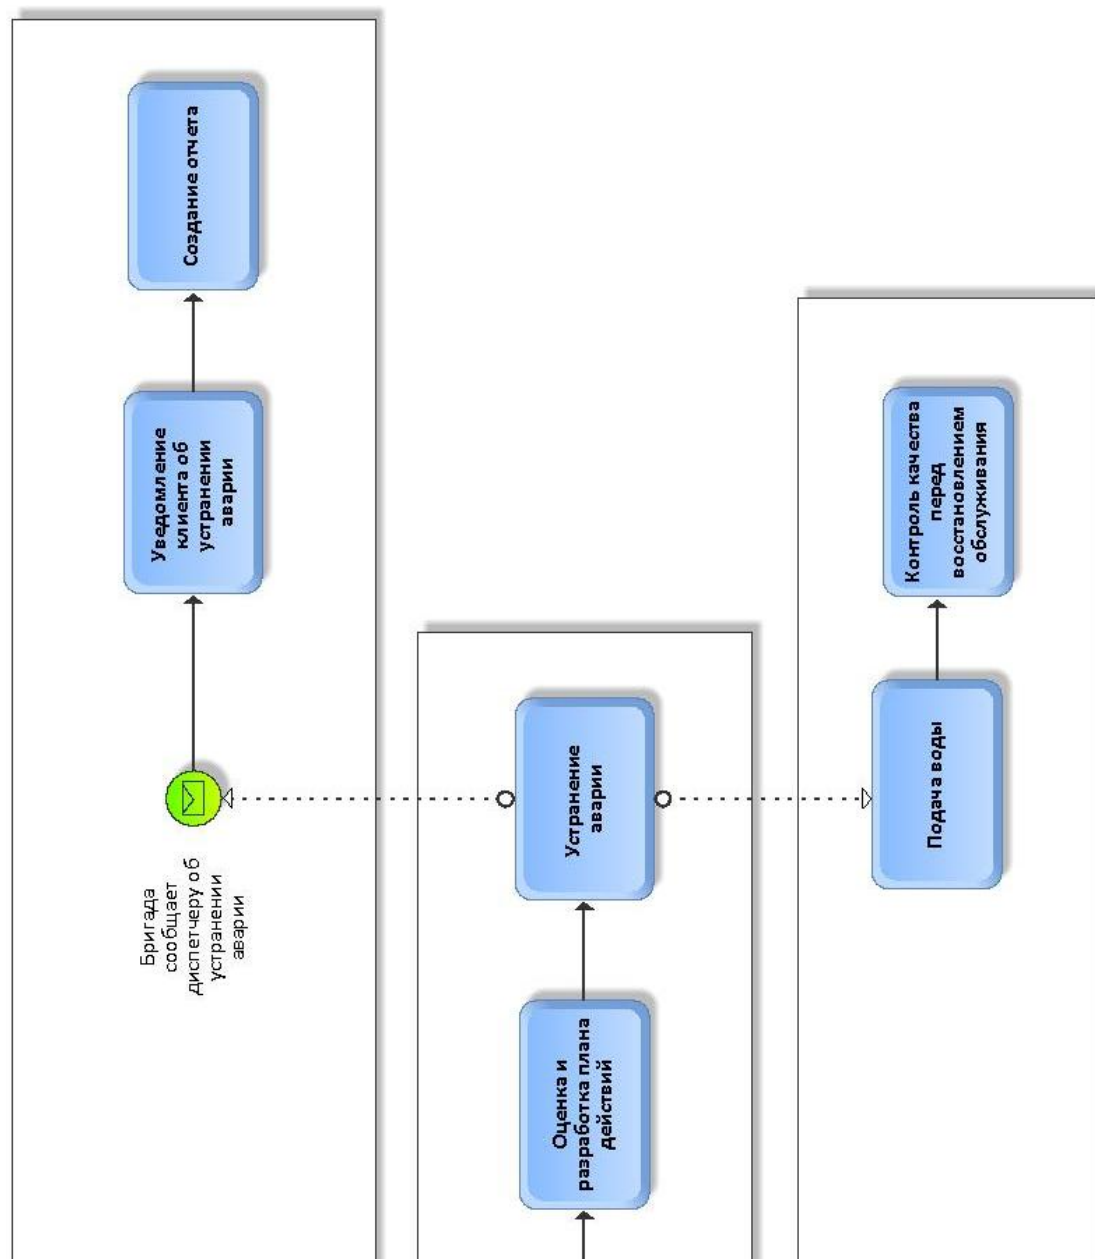 Создание отчета
Уведомление
клиента об
устранении
аварии
Бригада
сообщает
диспетчеру об
устранении
аварии
Оценка и
разработка плана
действий
Устранение
аварии
Подача воды
Контроль качества
перед
восстановлением
обслуживания